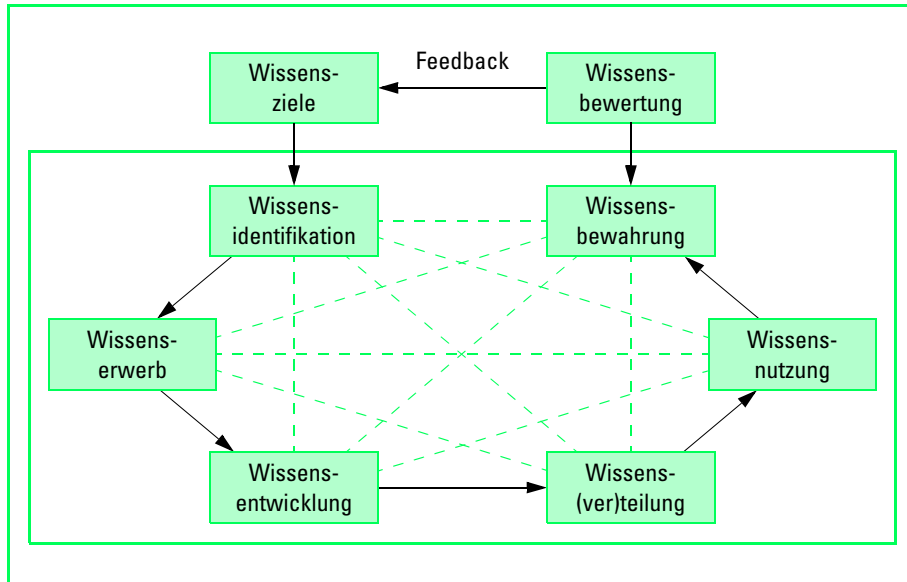 Wissens-
ziele
Feedback
Wissens-
bewertung
Wissens-
identifikation
Wissens-
bewahrung
Wissens-
erwerb
Wissens-
nutzung
Wissens-
entwicklung
Wissens-
(ver)teilung